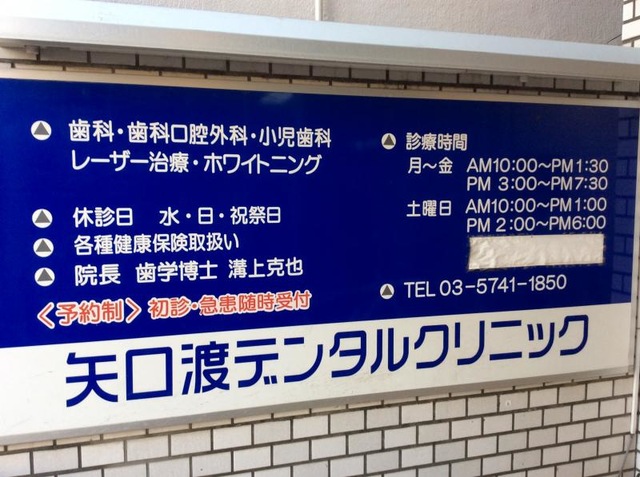 ▲ 歯科・歯科口腔外科・小児歯科
レーザー治療・ホワイトニング
▲ 休診日 水・日・祝祭日
▲ 各種健康保険取扱い
▲ 院長 歯学博士 溝上克也
〈予約制〉初診・急患随時受付
▲ 診療時間
月〜金 AM10:00〜PM1:30
PM 3:00〜PM7:30
土曜日 AM10:00〜PM1:00
PM 2:00〜PM6:00
▲ TEL 03-5741-1850
矢口渡デンタルクリニック